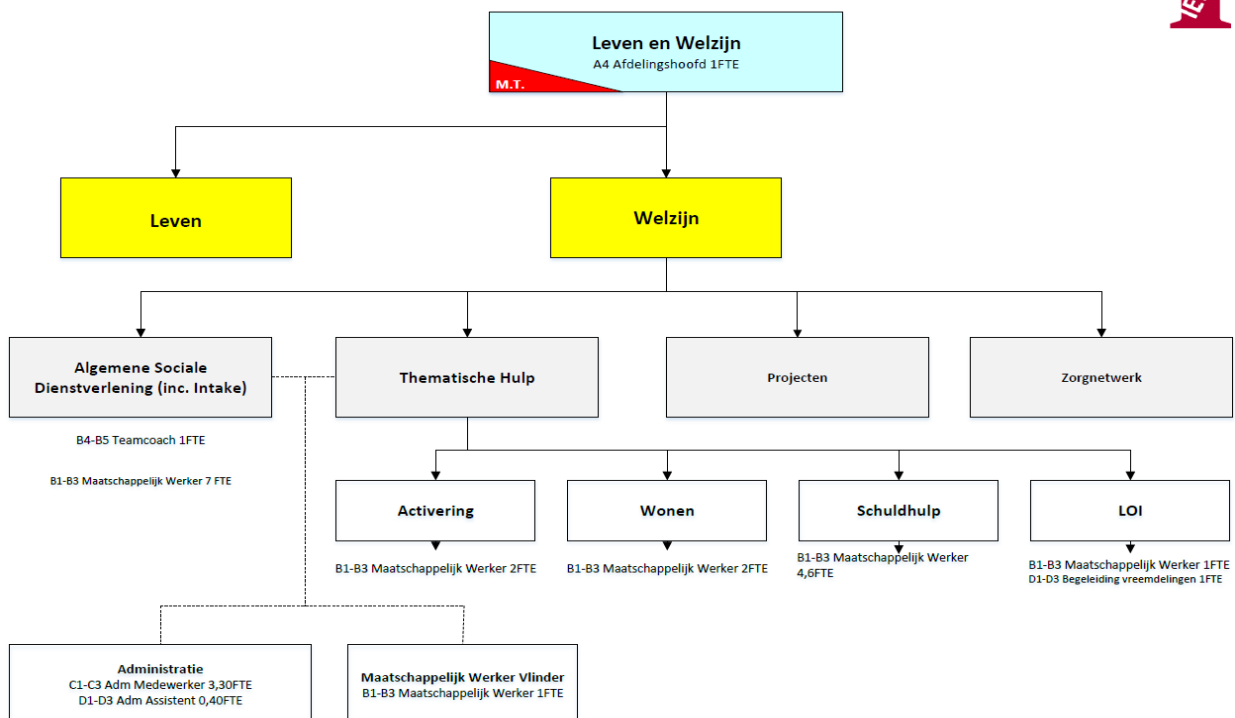 Leven en Welzijn
A4 Afdelingshoofd 1FTE
M.T.
Leven
Welzijn
Algemene Sociale
Dienstverlening (inc. Intake)
Thematische Hulp
Projecten
Zorgnetwerk
B4-B5 Teamcoach 1FTE
B1-B3 Maatschappelijk Werker 7 FTE
Activering
Wonen
Schuldhulp
LOI
B1-B3 Maatschappelijk Werker 2FTE
B1-B3 Maatschappelijk Werker 2FTE
B1-B3 Maatschappelijk Werker
4,6FTE
B1-B3 Maatschappelijk Werker 1FTE
D1-D3 Begeleiding vreemdelingen 1FTE
Administratie
C1-C3 Adm Medewerker 3,30FTE
D1-D3 Adm Assistent 0,40FTE
Maatschappelijk Werker Vlinder
B1-B3 Maatschappelijk Werker 1FTE